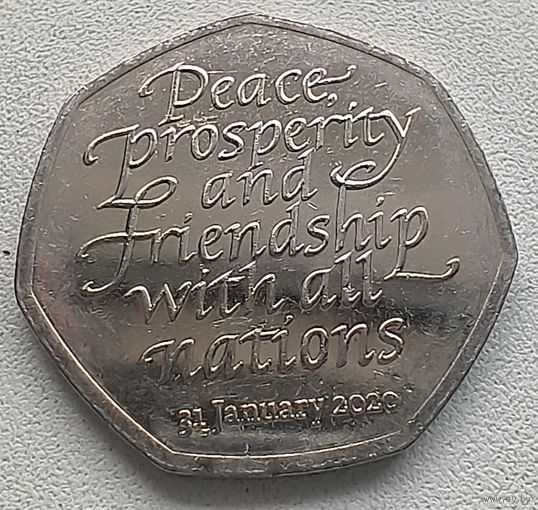 Peace,
prosperity
and
friendship
with all
nations
31 January 2020